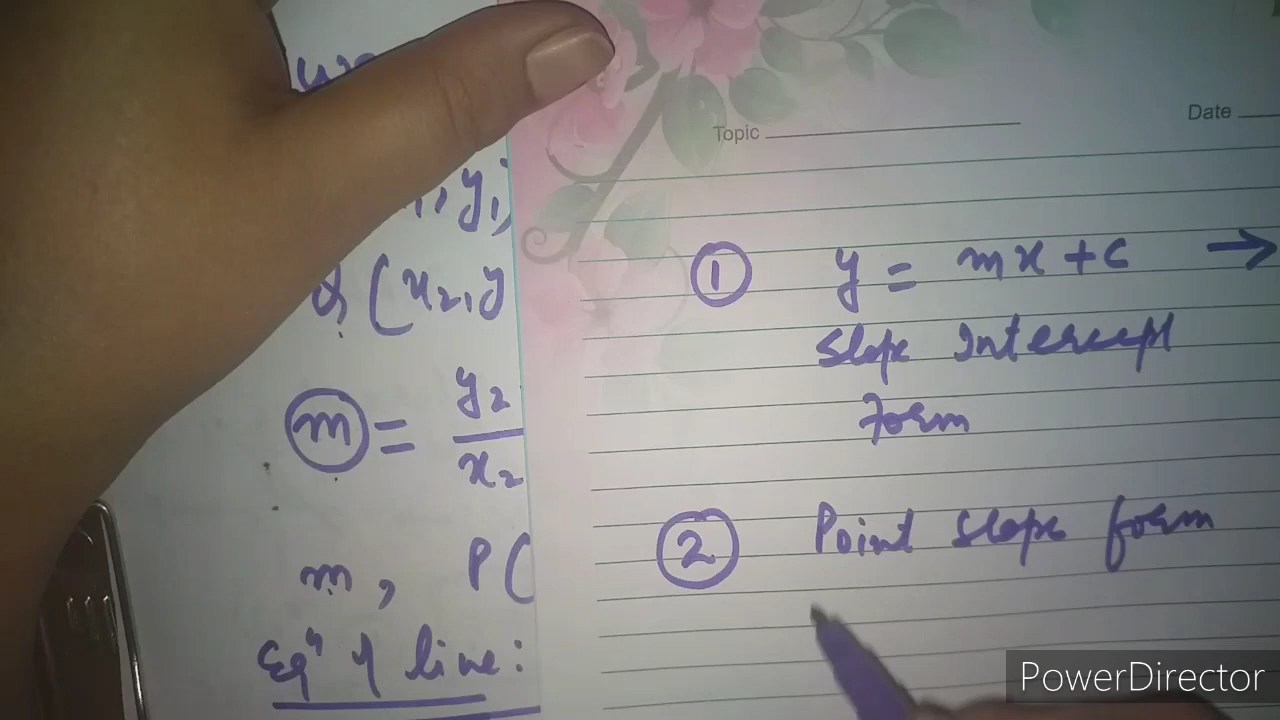 , y₁)
Q (x₂, y
m = y₂
x₂
m, P(
Eqⁿ of line:
Topic
Date
① y = mx + c →
Slope Intercept
Form
② Point slope form
PowerDirector